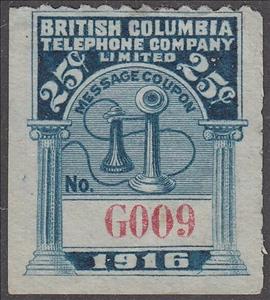 BRITISH COLUMBIA
TELEPHONE COMPANY
LIMITED
25¢ 25¢
MESSAGE COUPON
No.
G009
1916